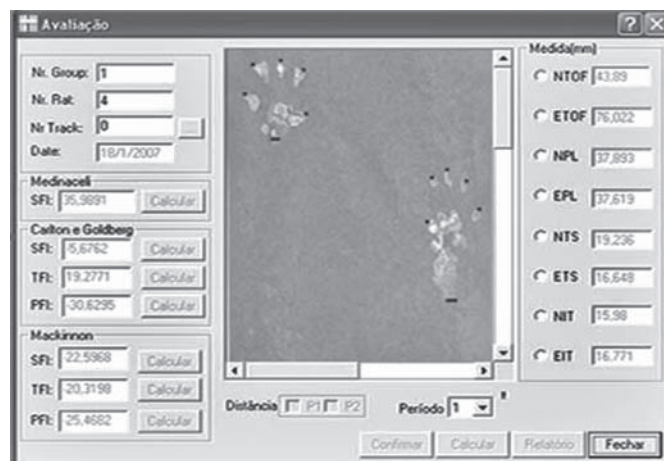 Avaliação
Nr. Group: 1
Nr. Rat: 4
Nr Track: 0
Date: 18/1/2007
Medinaceli
SFI: 35,9891 Calcular
Carlton e Goldberg
SFI: -5,6762 Calcular
TFI: 19,2771 Calcular
PFI: -30,6295 Calcular
Mackinnon
SFI: -22,5968 Calcular
TFI: -20,3198 Calcular
PFI: -25,4682 Calcular
Distância P1 P2
Período 1
Medida(mm)
NTOF 43,89
ETOF 76,022
NPL 37,893
EPL 37,619
NTS 19,236
ETS 16,648
NIT 15,98
EIT 16,771
Confirmar Calcular Relatório Fechar